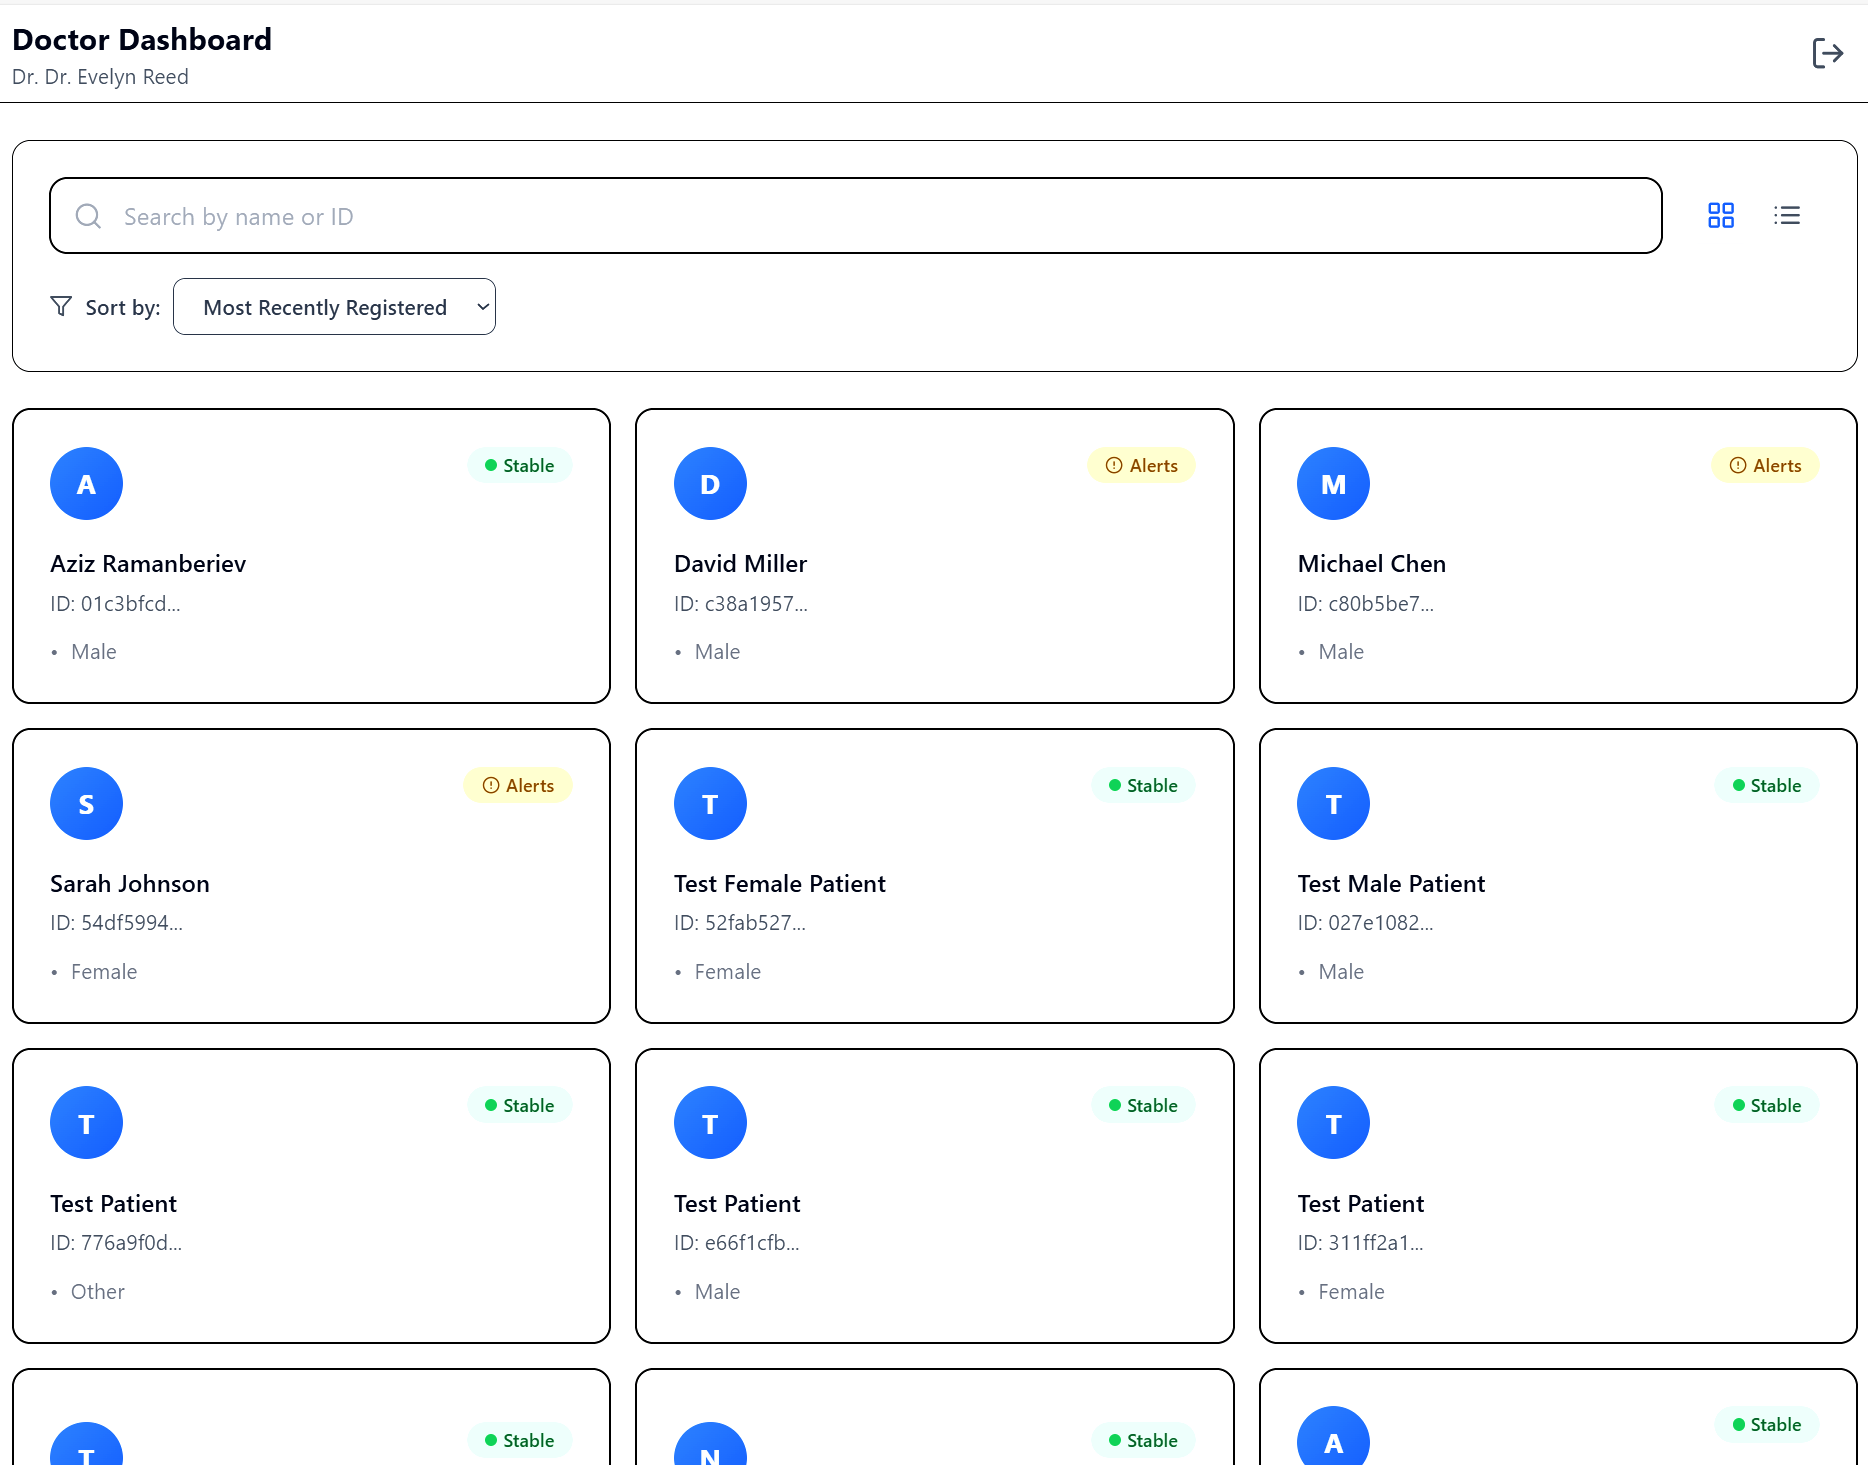 Doctor Dashboard
Dr. Dr. Evelyn Reed
Search by name or ID
Sort by: Most Recently Registered
A
Stable
Aziz Ramanberiev
ID: 01c3bfcd...
• Male
D
Alerts
David Miller
ID: c38a1957...
• Male
M
Alerts
Michael Chen
ID: c80b5be7...
• Male
S
Alerts
Sarah Johnson
ID: 54df5994...
• Female
T
Stable
Test Female Patient
ID: 52fab527...
• Female
T
Stable
Test Male Patient
ID: 027e1082...
• Male
T
Stable
Test Patient
ID: 776a9f0d...
• Other
T
Stable
Test Patient
ID: e66f1cfb...
• Male
T
Stable
Test Patient
ID: 311ff2a1...
• Female
T
Stable
N
Stable
A
Stable